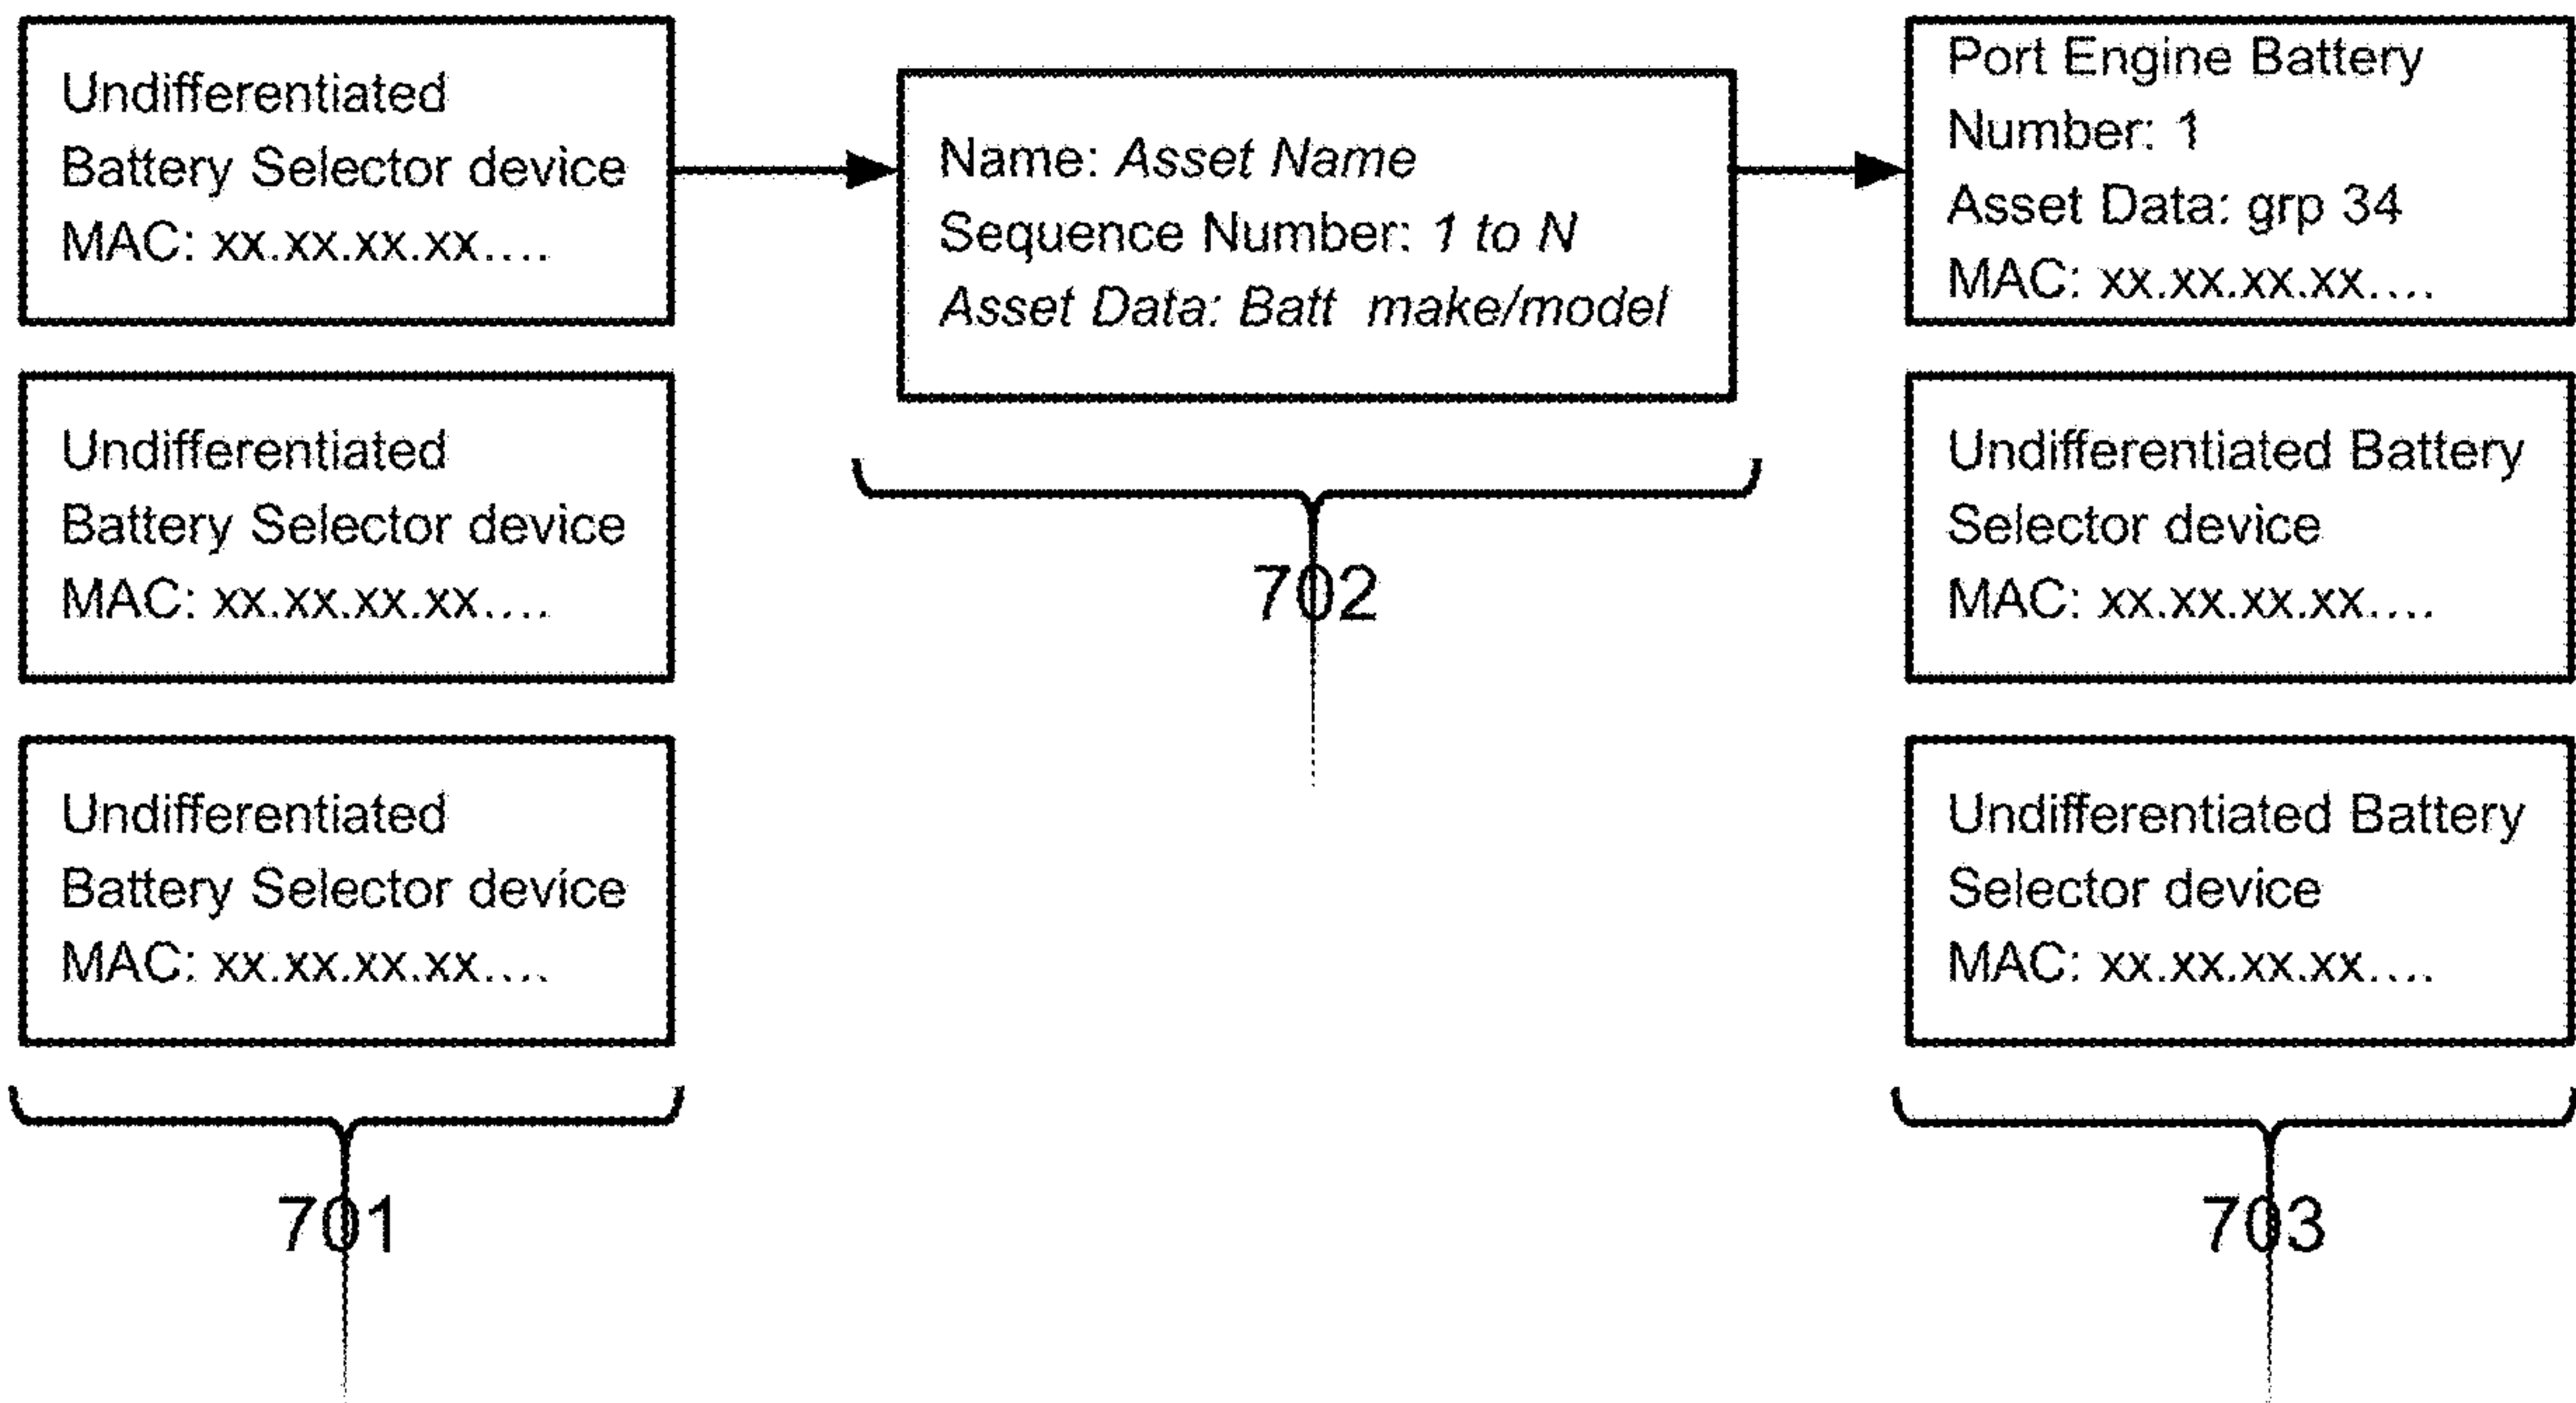 Undifferentiated
Battery Selector device
MAC: xx.xx.xx.xx....
Undifferentiated
Battery Selector device
MAC: xx.xx.xx.xx....
Undifferentiated
Battery Selector device
MAC: xx.xx.xx.xx....
701
Name: Asset Name
Sequence Number: 1 to N
Asset Data: Batt make/model
702
Port Engine Battery
Number: 1
Asset Data: grp 34
MAC: xx.xx.xx.xx....
Undifferentiated Battery
Selector device
MAC: xx.xx.xx.xx....
Undifferentiated Battery
Selector device
MAC: xx.xx.xx.xx....
703